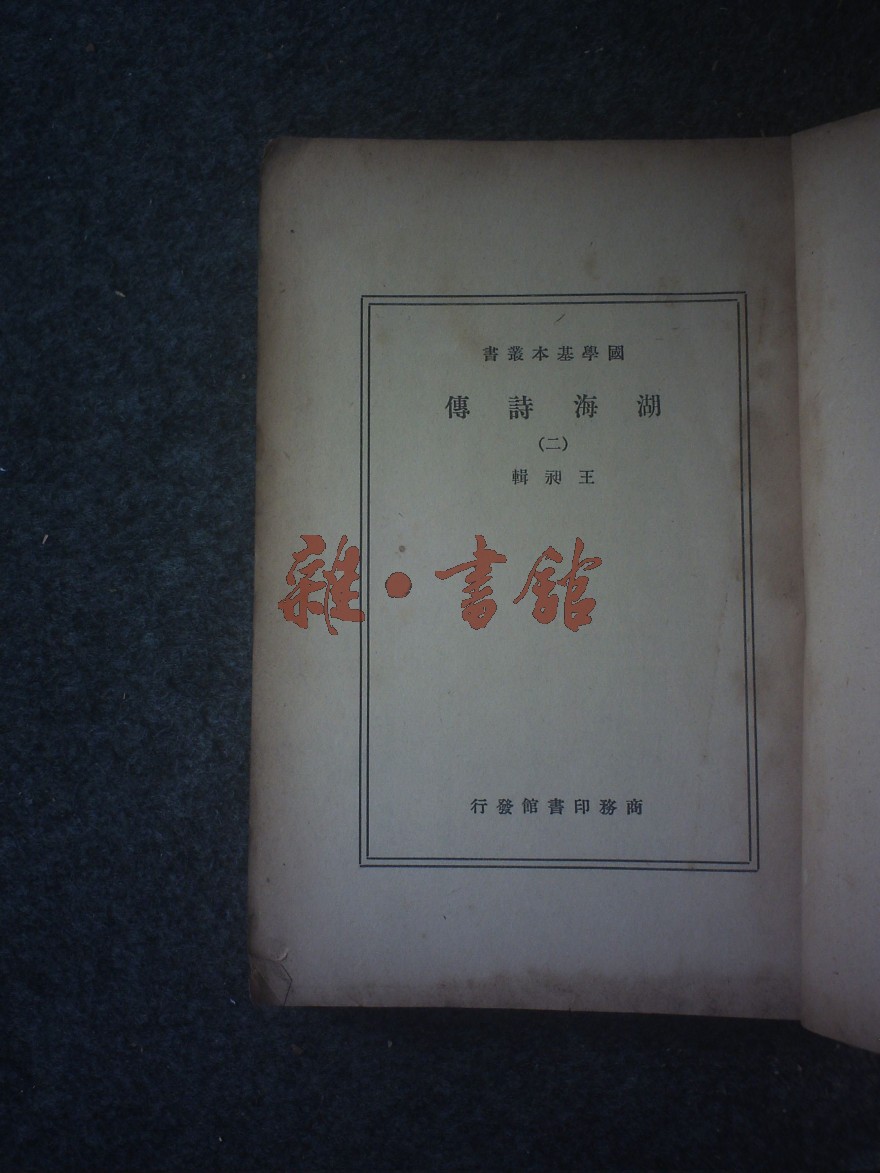 國學基本叢書
湖海詩傳
(二)
王昶輯
雜·書館
商務印書館發行